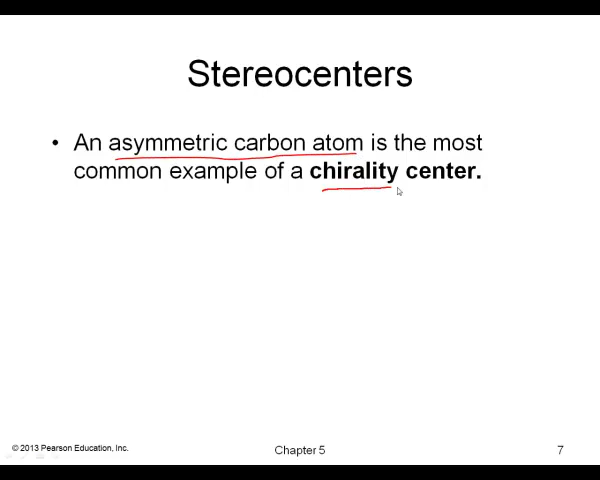 Stereocenters
• An asymmetric carbon atom is the most
common example of a chirality center.
© 2013 Pearson Education, Inc.
Chapter 5
7